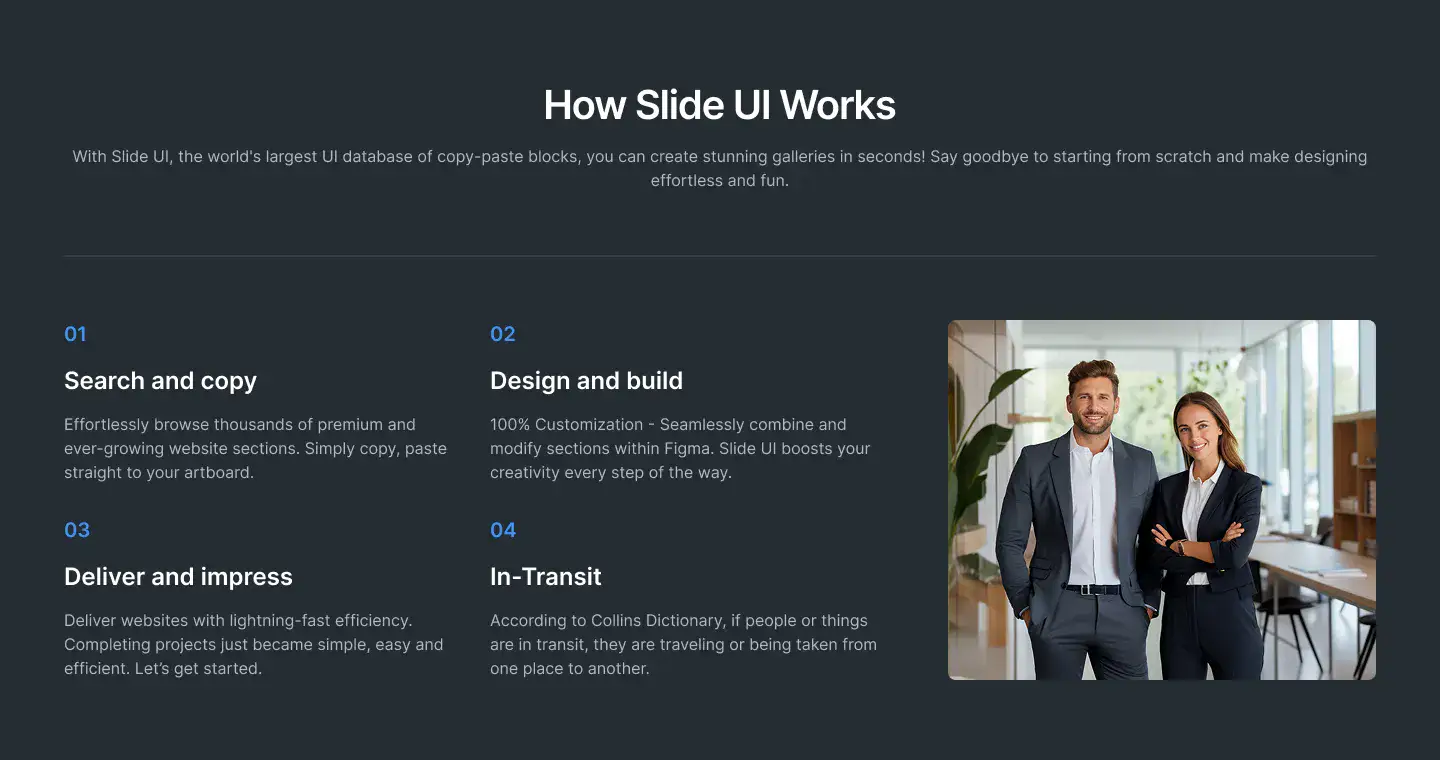 How Slide UI Works
With Slide UI, the world's largest UI database of copy-paste blocks, you can create stunning galleries in seconds! Say goodbye to starting from scratch and make designing
effortless and fun.
01
Search and copy
Effortlessly browse thousands of premium and
ever-growing website sections. Simply copy, paste
straight to your artboard.
02
Design and build
100% Customization - Seamlessly combine and
modify sections within Figma. Slide UI boosts your
creativity every step of the way.
03
Deliver and impress
Deliver websites with lightning-fast efficiency.
Completing projects just became simple, easy and
efficient. Let’s get started.
04
In-Transit
According to Collins Dictionary, if people or things
are in transit, they are traveling or being taken from
one place to another.